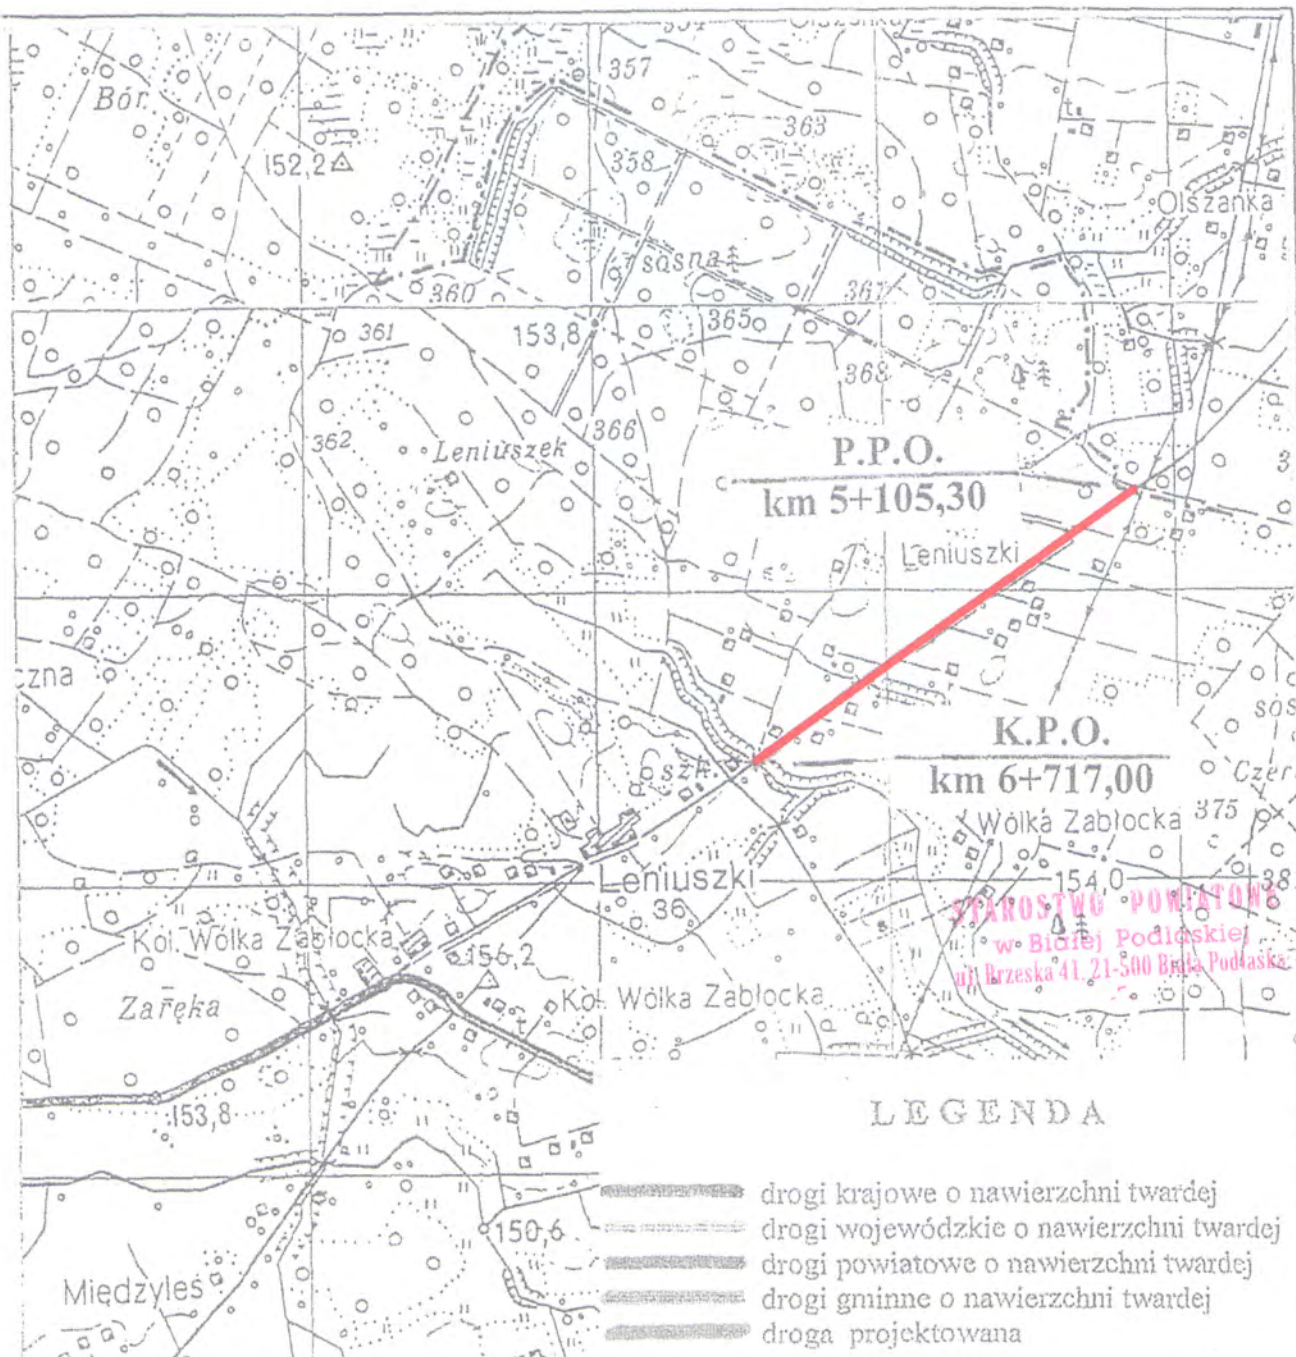 357
Bór
363
t.
152,2
358
Olszanka
sosna
360
367
361
153,8
365
368
362
366
Leniuszek
P.P.O.
km 5+105,30
Leniuszki
czna
K.P.O.
szk.
km 6+717,00
Wólka Zabłocka 375
Leniuszki
154,0
36
STAROSTWO POWIATOWE
w Białej Podlaskiej
ul. Brzeska 41, 21-500 Biała Podlaska
Kol. Wólka Zabłocka
156,2
Zaręka
Kol. Wólka Zabłocka
t
153,8
LEGENDA
drogi krajowe o nawierzchni twardej
drogi wojewódzkie o nawierzchni twardej
150,6
drogi powiatowe o nawierzchni twardej
Międzyleś
drogi gminne o nawierzchni twardej
droga projektowana